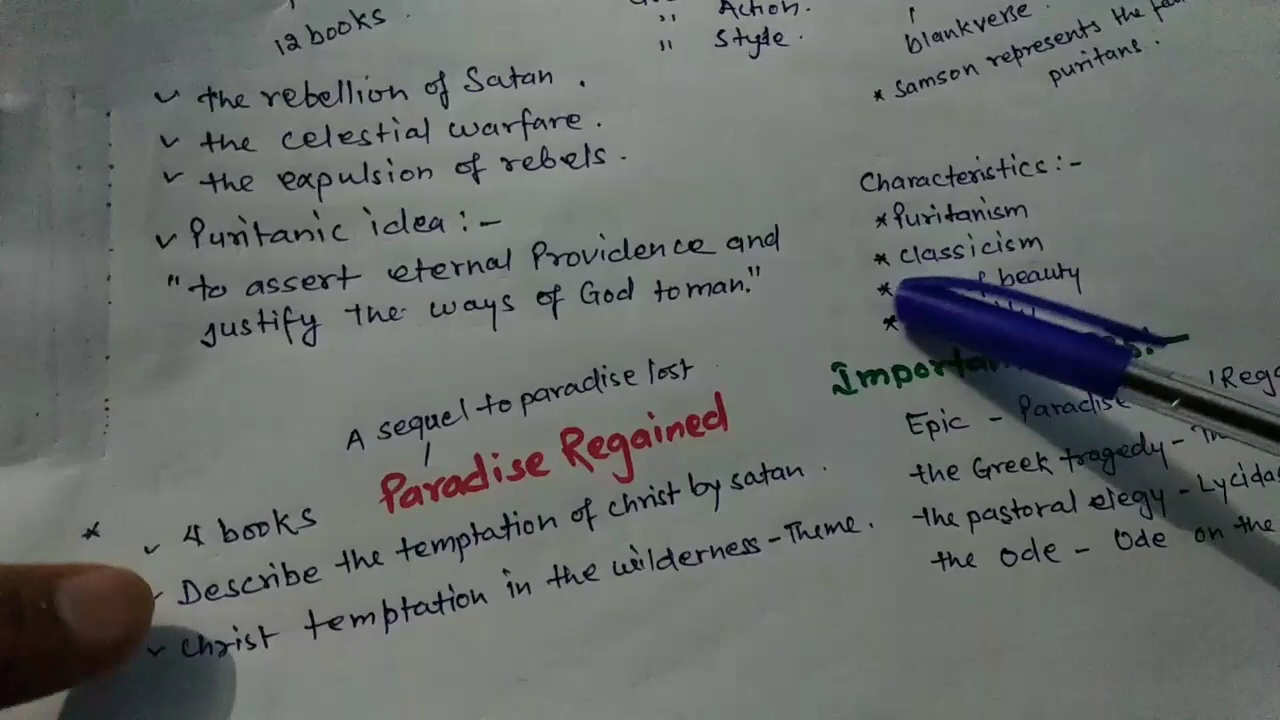 12 books.
" Action.
" Style.
blankverse.
* Samson represents the
puritans.
✓ the rebellion of Satan.
✓ the celestial warfare.
✓ the expulsion of rebels.
✓ Puritanic idea:-
"to assert eternal Providence and
justify the ways of God to man."
Characteristics:-
* Puritanism
* classicism
* beauty
*
A sequel to paradise lost
Paradise Regained
* ✓ 4 books
✓ Describe the temptation of christ by satan.
✓ christ temptation in the wilderness - Theme.
Epic - Paradise
the Greek tragedy -
the pastoral elegy - Lycidas
the Ode - Ode on the